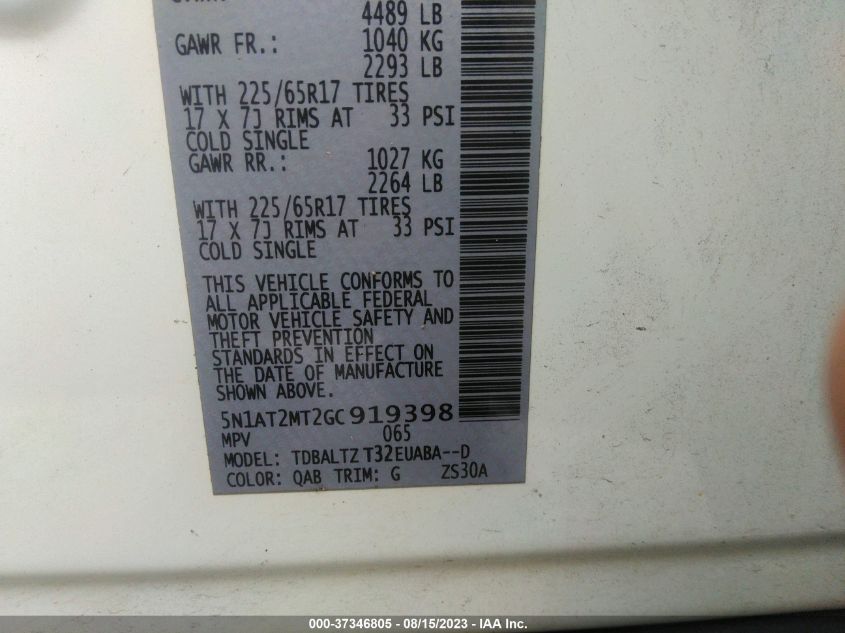 4489 LB
GAWR FR.: 1040 KG
2293 LB
WITH 225/65R17 TIRES
17 X 7J RIMS AT 33 PSI
COLD SINGLE
GAWR RR.: 1027 KG
2264 LB
WITH 225/65R17 TIRES
17 X 7J RIMS AT 33 PSI
COLD SINGLE
THIS VEHICLE CONFORMS TO
ALL APPLICABLE FEDERAL
MOTOR VEHICLE SAFETY AND
THEFT PREVENTION
STANDARDS IN EFFECT ON
THE DATE OF MANUFACTURE
SHOWN ABOVE.
5N1AT2MT2GC919398
MPV 065
MODEL: TDBALTZ T32EUABA--D
COLOR: QAB TRIM: G ZS30A
000-37346805 - 08/15/2023 - IAA Inc.